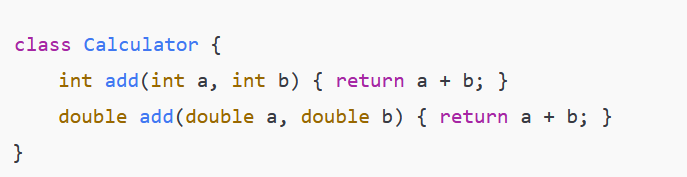 class Calculator {
    int add(int a, int b) { return a + b; }
    double add(double a, double b) { return a + b; }
}